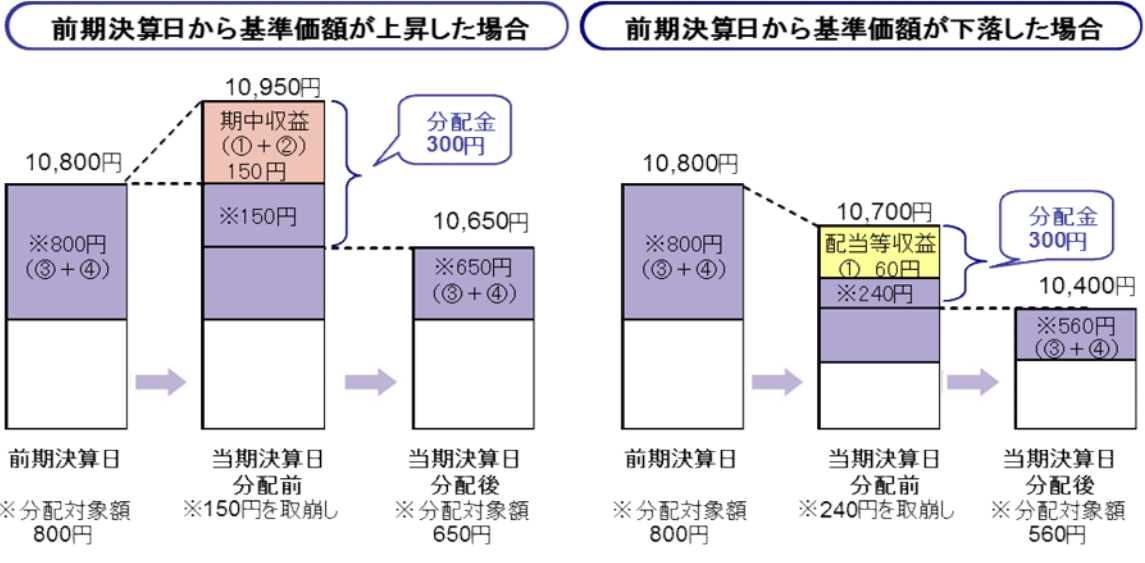 前期決算日から基準価額が上昇した場合
10,950円
期中収益
(①+②)
150円
分配金
300円
10,800円
※800円
(③+④)
※150円
10,650円
※650円
(③+④)
前期決算日
※分配対象額
800円
当期決算日
分配前
※150円を取崩し
当期決算日
分配後
※分配対象額
650円
前期決算日から基準価額が下落した場合
10,800円
※800円
(③+④)
10,700円
配当等収益
① 60円
※240円
分配金
300円
10,400円
※560円
(③+④)
前期決算日
※分配対象額
800円
当期決算日
分配前
※240円を取崩し
当期決算日
分配後
※分配対象額
560円